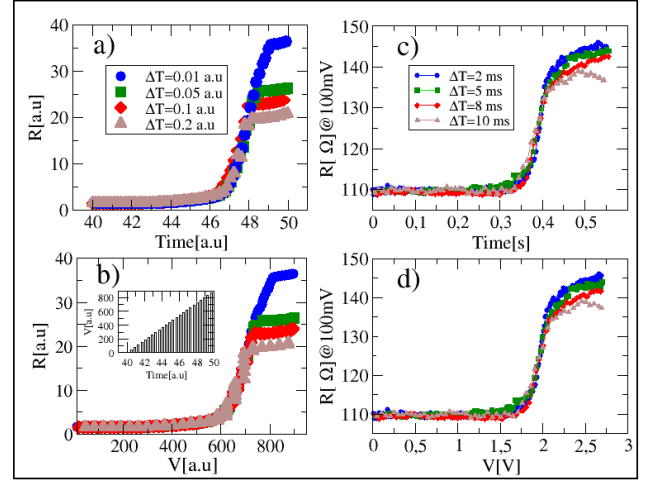 a)
40
30
20
10
0
R[a.u]
ΔT=0.01 a.u
ΔT=0.05 a.u
ΔT=0.1 a.u
ΔT=0.2 a.u
40 42 44 46 48 50
Time[a.u]
c)
150
140
130
120
110
R[ Ω]@100mV
ΔT=2 ms
ΔT=5 ms
ΔT=8 ms
ΔT=10 ms
0 0,1 0,2 0,3 0,4 0,5 0,6
Time[s]
b)
40
30
20
10
0
R[a.u]
800
600
400
200
0
V[a.u]
40 42 44 46 48 50
Time[a.u]
200 400 600 800
V[a.u]
d)
150
140
130
120
110
R[ Ω]@100mV
0 0,5 1 1,5 2 2,5 3
V[V]